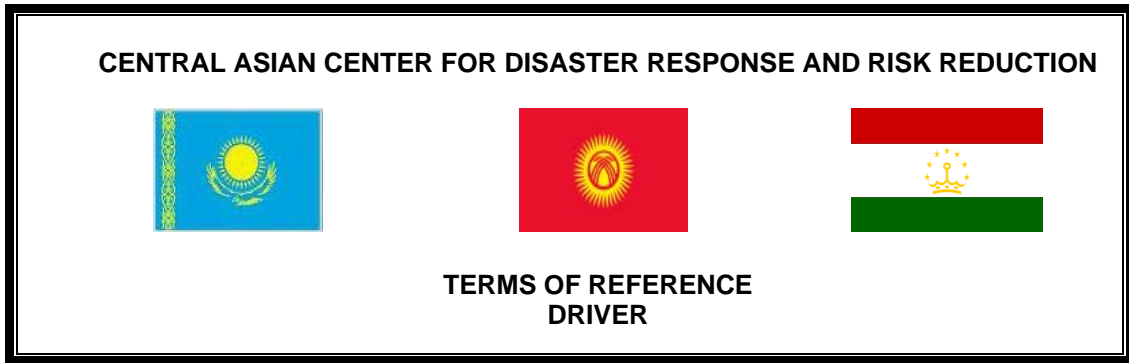 CENTRAL ASIAN CENTER FOR DISASTER RESPONSE AND RISK REDUCTION
TERMS OF REFERENCE
DRIVER